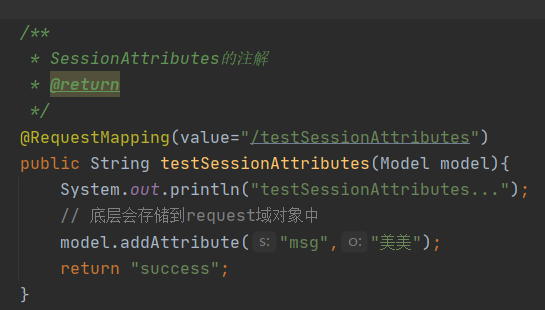 /**
 * SessionAttributes的注解
 * @return
 */
@RequestMapping(value="/testSessionAttributes")
public String testSessionAttributes(Model model){
    System.out.println("testSessionAttributes...");
    // 底层会存储到request域对象中
    model.addAttribute( s: "msg", o: "美美");
    return "success";
}